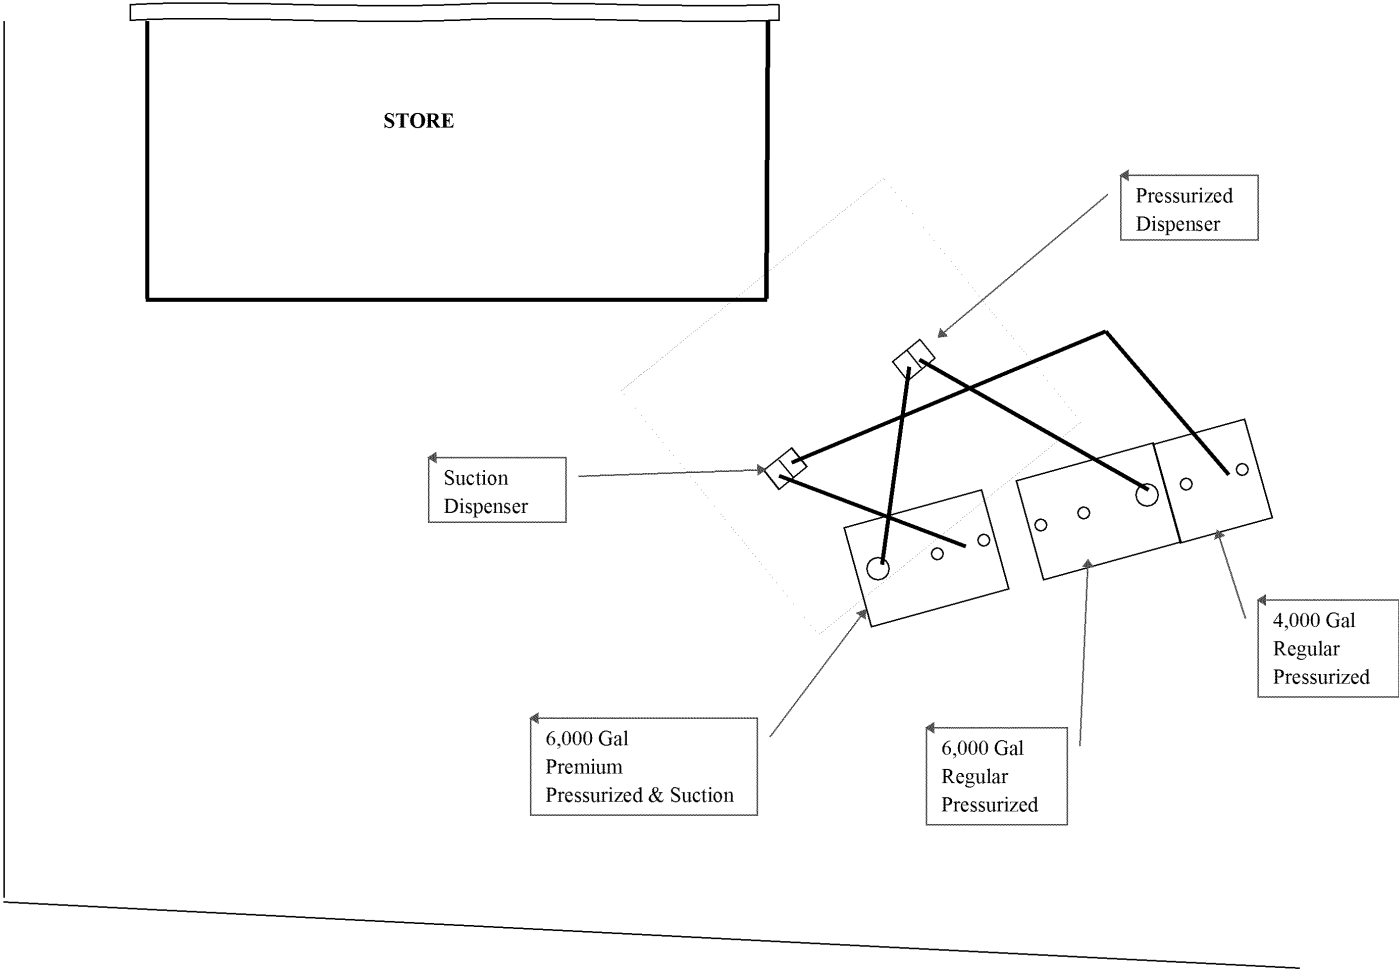 STORE
Pressurized
Dispenser
Suction
Dispenser
4,000 Gal
Regular
Pressurized
6,000 Gal
Premium
Pressurized & Suction
6,000 Gal
Regular
Pressurized